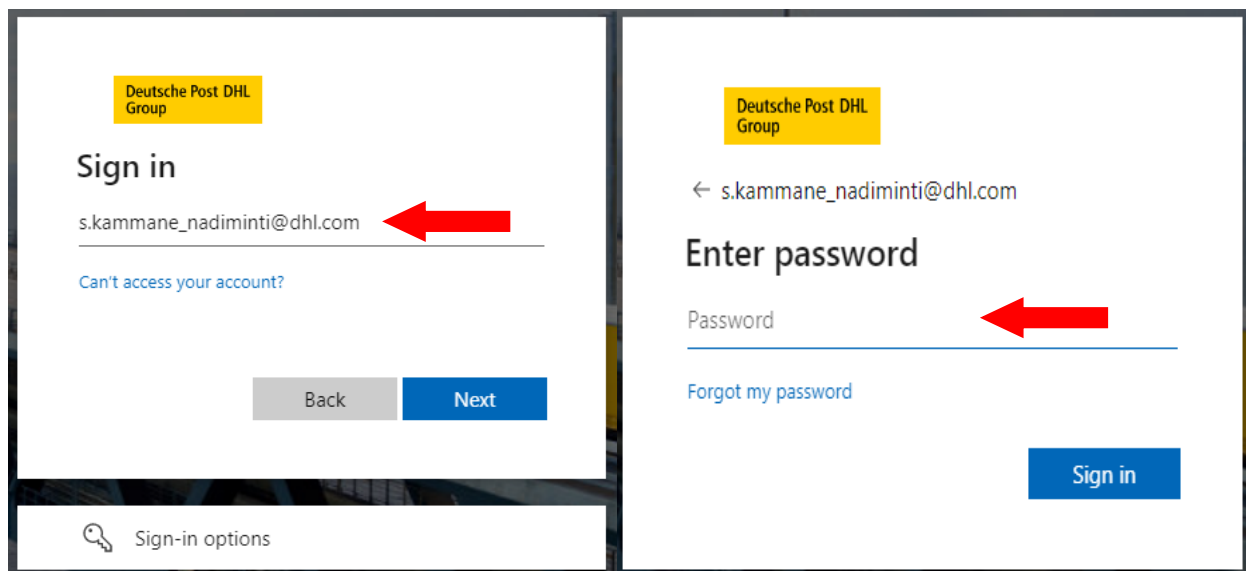 Deutsche Post DHL
Group
Sign in
s.kammane_nadiminti@dhl.com
Can't access your account?
Back
Next
Sign-in options
Deutsche Post DHL
Group
s.kammane_nadiminti@dhl.com
Enter password
Password
Forgot my password
Sign in